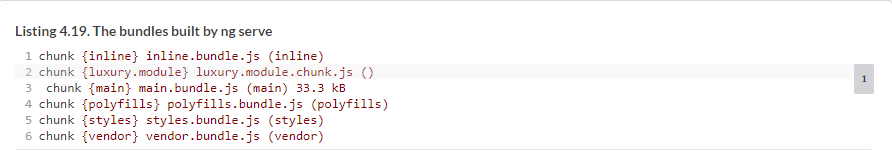 Listing 4.19. The bundles built by ng serve
1 chunk {inline} inline.bundle.js (inline)
2 chunk {luxury.module} luxury.module.chunk.js () 1
3  chunk {main} main.bundle.js (main) 33.3 kB
4 chunk {polyfills} polyfills.bundle.js (polyfills)
5 chunk {styles} styles.bundle.js (styles)
6 chunk {vendor} vendor.bundle.js (vendor)